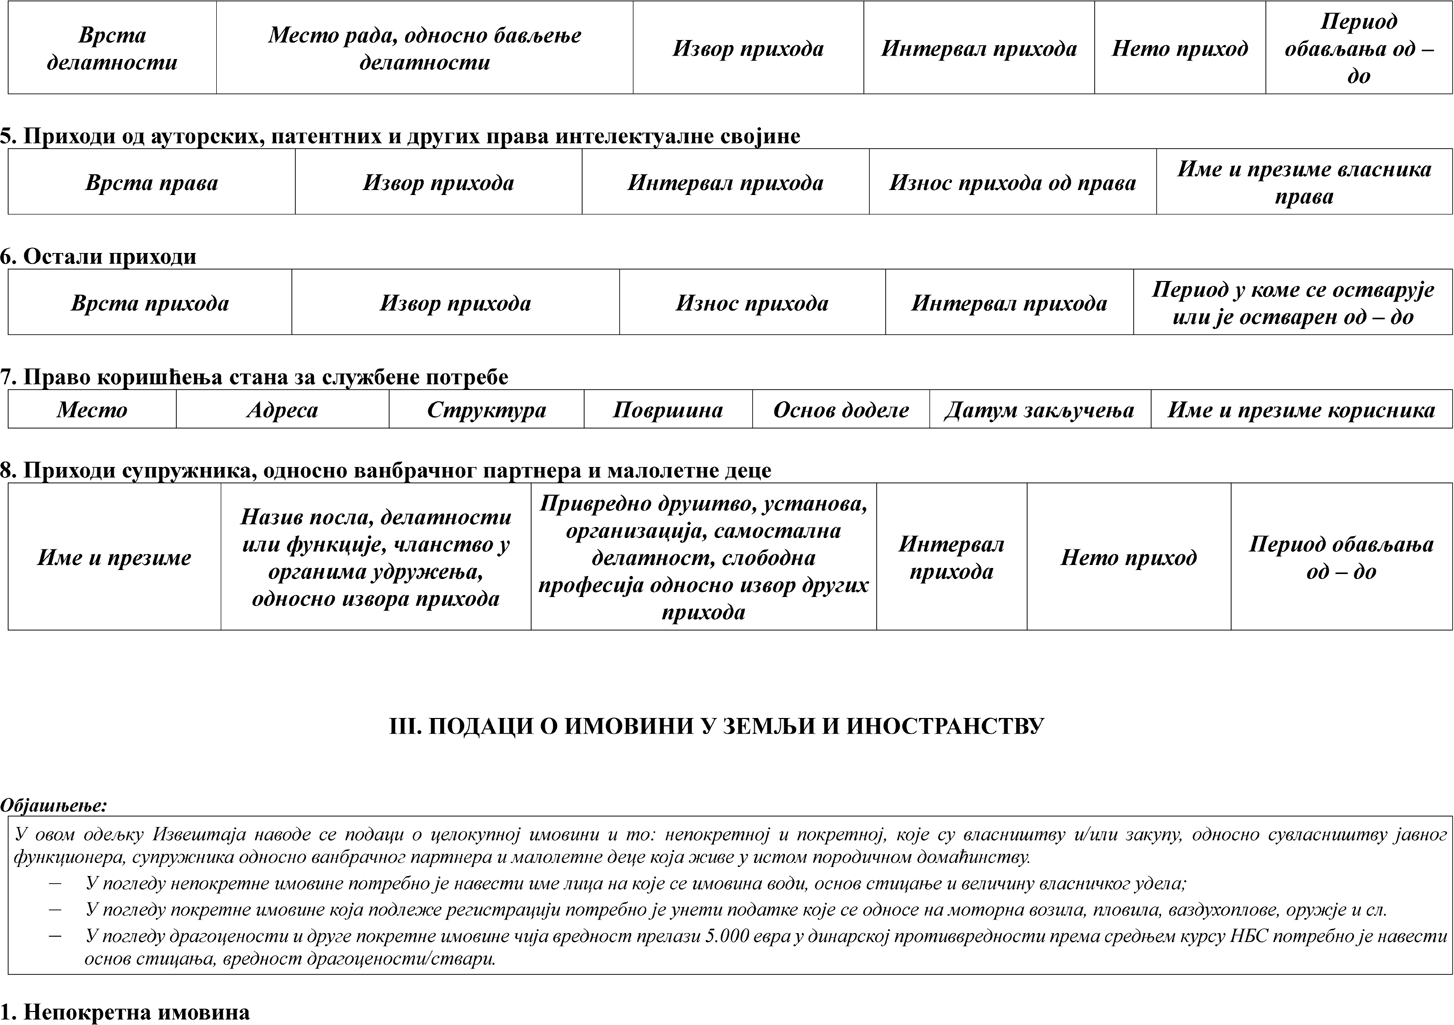 Врста
делатности
Место рада, односно бављење
делатности
Извор прихода
Интервал прихода
Нето приход
Период
обављања од –
до
5. Приходи од ауторских, патентних и других права интелектуалне својине
Врста права
Извор прихода
Интервал прихода
Износ прихода од права
Име и презиме власника
права
6. Остали приходи
Врста прихода
Извор прихода
Износ прихода
Интервал прихода
Период у коме се остварује
или је остварен од – до
7. Право коришћења стана за службене потребе
Место
Адреса
Структура
Површина
Основ доделе
Датум закључења
Име и презиме корисника
8. Приходи супружника, односно ванбрачног партнера и малолетне деце
Име и презиме
Назив посла, делатности
или функције, чланство у
органима удружења,
односно извора прихода
Привредно друштво, установа,
организација, самостална
делатност, слободна
професија односно извор других
прихода
Интервал
прихода
Нето приход
Период обављања
од – до
III. ПОДАЦИ О ИМОВИНИ У ЗЕМЉИ И ИНОСТРАНСТВУ
Објашњење:
У овом одељку Извештаја наводе се подаци о целокупној имовини и то: непокретној и покретној, које су власништву и/или закупу, односно сувласништву јавног
функционера, супружника односно ванбрачног партнера и малолетне деце која живе у истом породичном домаћинству.
– У погледу непокретне имовине потребно је навести име лица на које се имовина води, основ стицање и величину власничког удела;
– У погледу покретне имовине која подлеже регистрацији потребно је унети податке које се односе на моторна возила, пловила, ваздухоплове, оружје и сл.
– У погледу драгоцености и друге покретне имовине чија вредност прелази 5.000 евра у динарској противвредности према средњем курсу НБС потребно је навести
основ стицања, вредност драгоцености/ствари.
1. Непокретна имовина